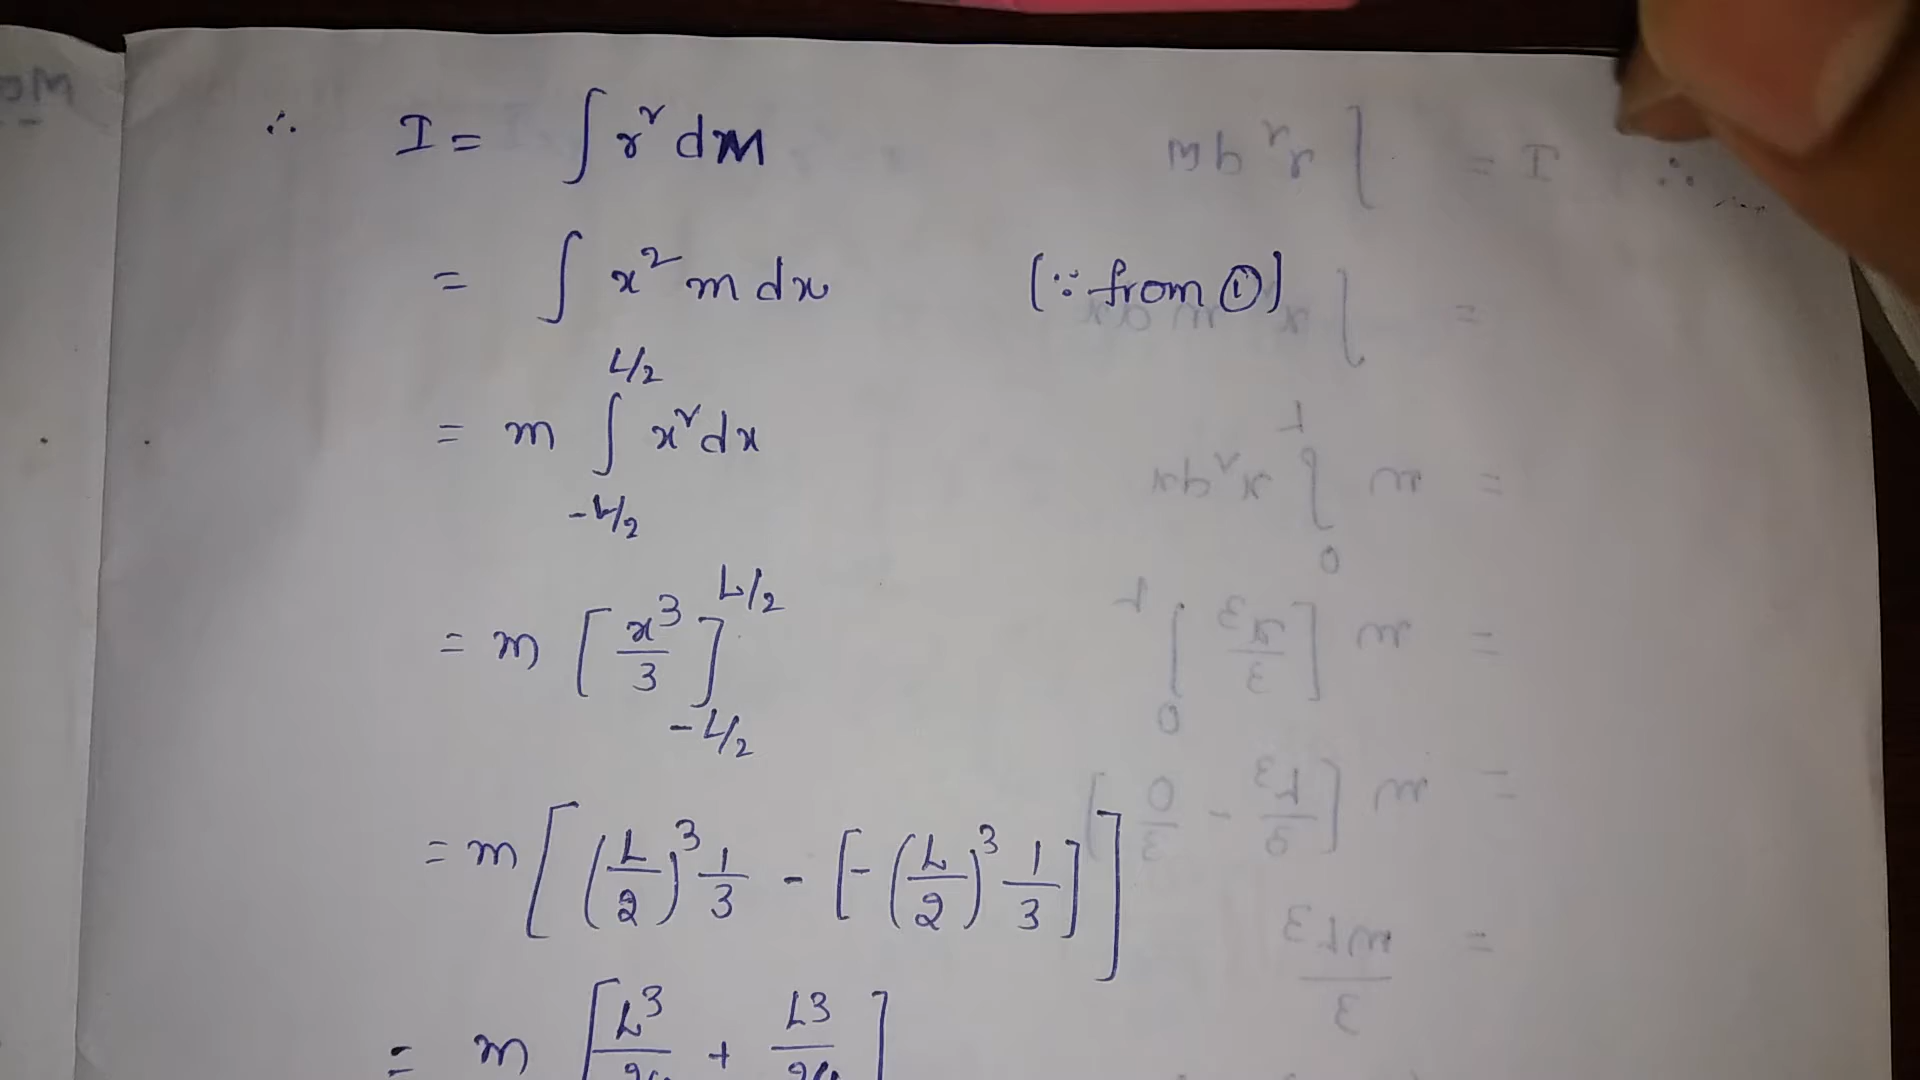 ∴ I = ∫ r² dM
= ∫ x² m dx (∵ from ①)
= m ∫_{-L/2}^{L/2} x² dx
= m [x³/3]_{-L/2}^{L/2}
= m [(L/2)³ 1/3 - [-(L/2)³ 1/3]]
= m [L³/24 + L³/24]